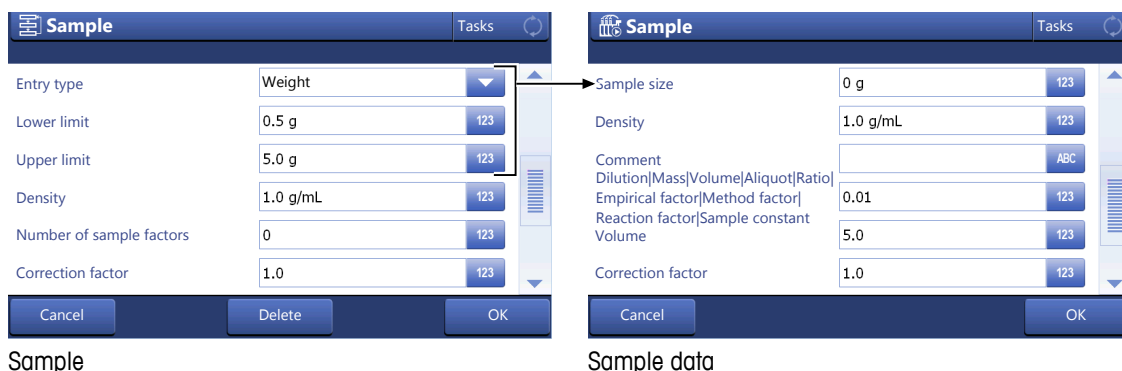 Sample
Tasks
Entry type
Weight
Lower limit
0.5 g
123
Upper limit
5.0 g
123
Density
1.0 g/mL
123
Number of sample factors
0
123
Correction factor
1.0
123
Cancel
Delete
OK
Sample
Sample
Tasks
Sample size
0 g
123
Density
1.0 g/mL
123
Comment
ABC
Dilution|Mass|Volume|Aliquot|Ratio|
Empirical factor|Method factor|
Reaction factor|Sample constant
0.01
123
Volume
5.0
123
Correction factor
1.0
123
Cancel
OK
Sample data